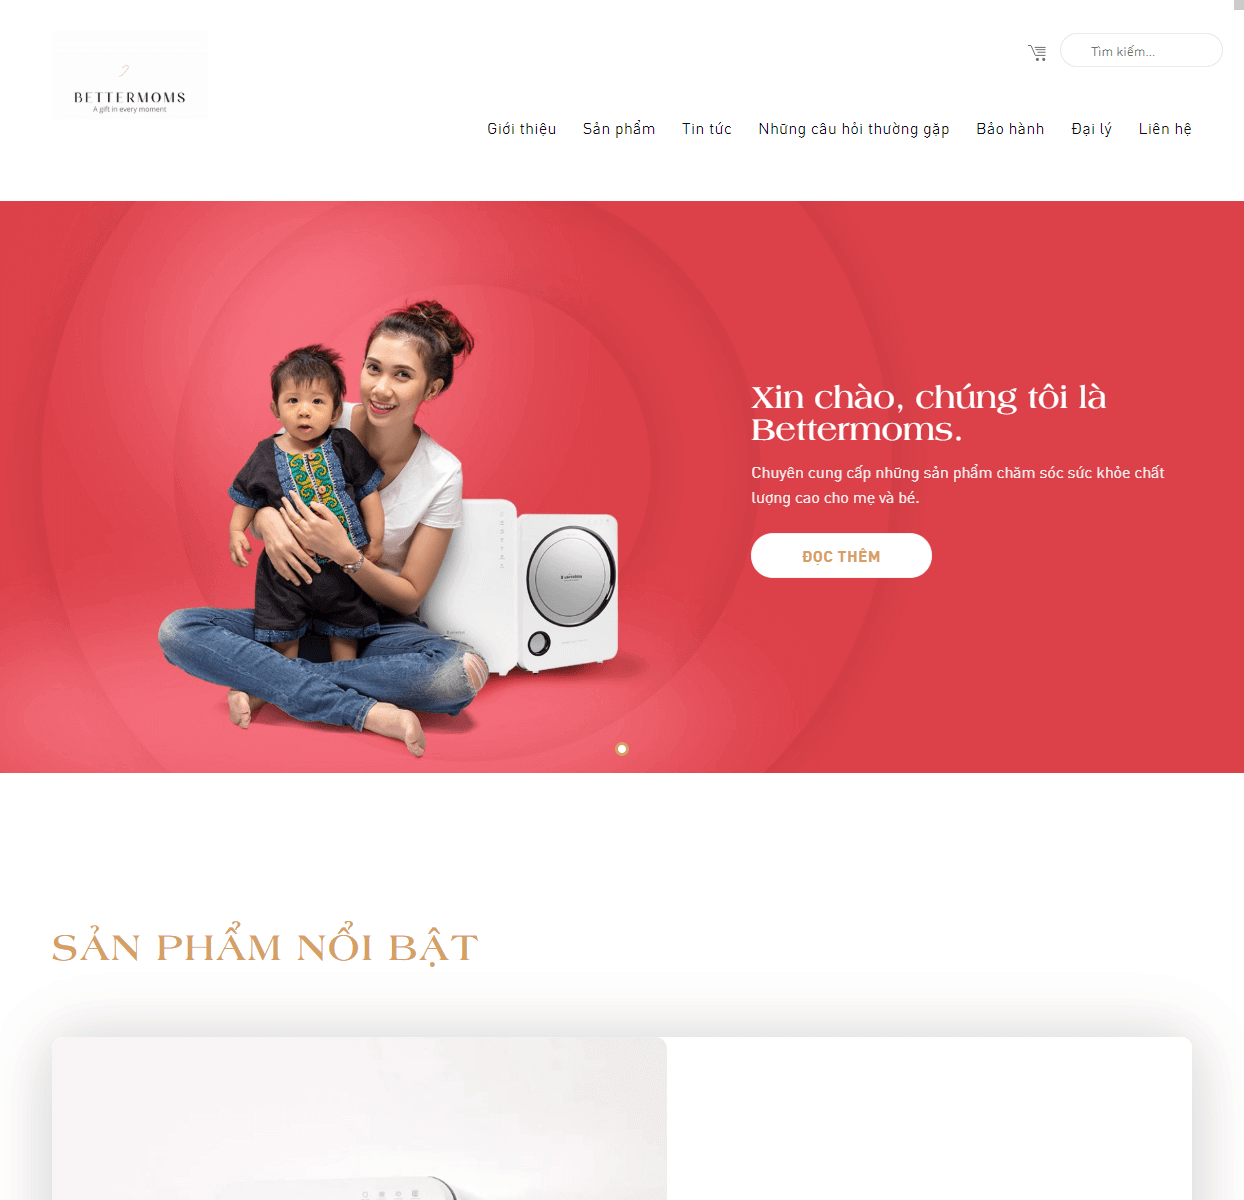 BETTERMOMS
A gift in every moment
Tìm kiếm...
Giới thiệu
Sản phẩm
Tin tức
Những câu hỏi thường gặp
Bảo hành
Đại lý
Liên hệ
Xin chào, chúng tôi là
Bettermoms.
Chuyên cung cấp những sản phẩm chăm sóc sức khỏe chất
lượng cao cho mẹ và bé.
ĐỌC THÊM
SẢN PHẨM NỔI BẬT